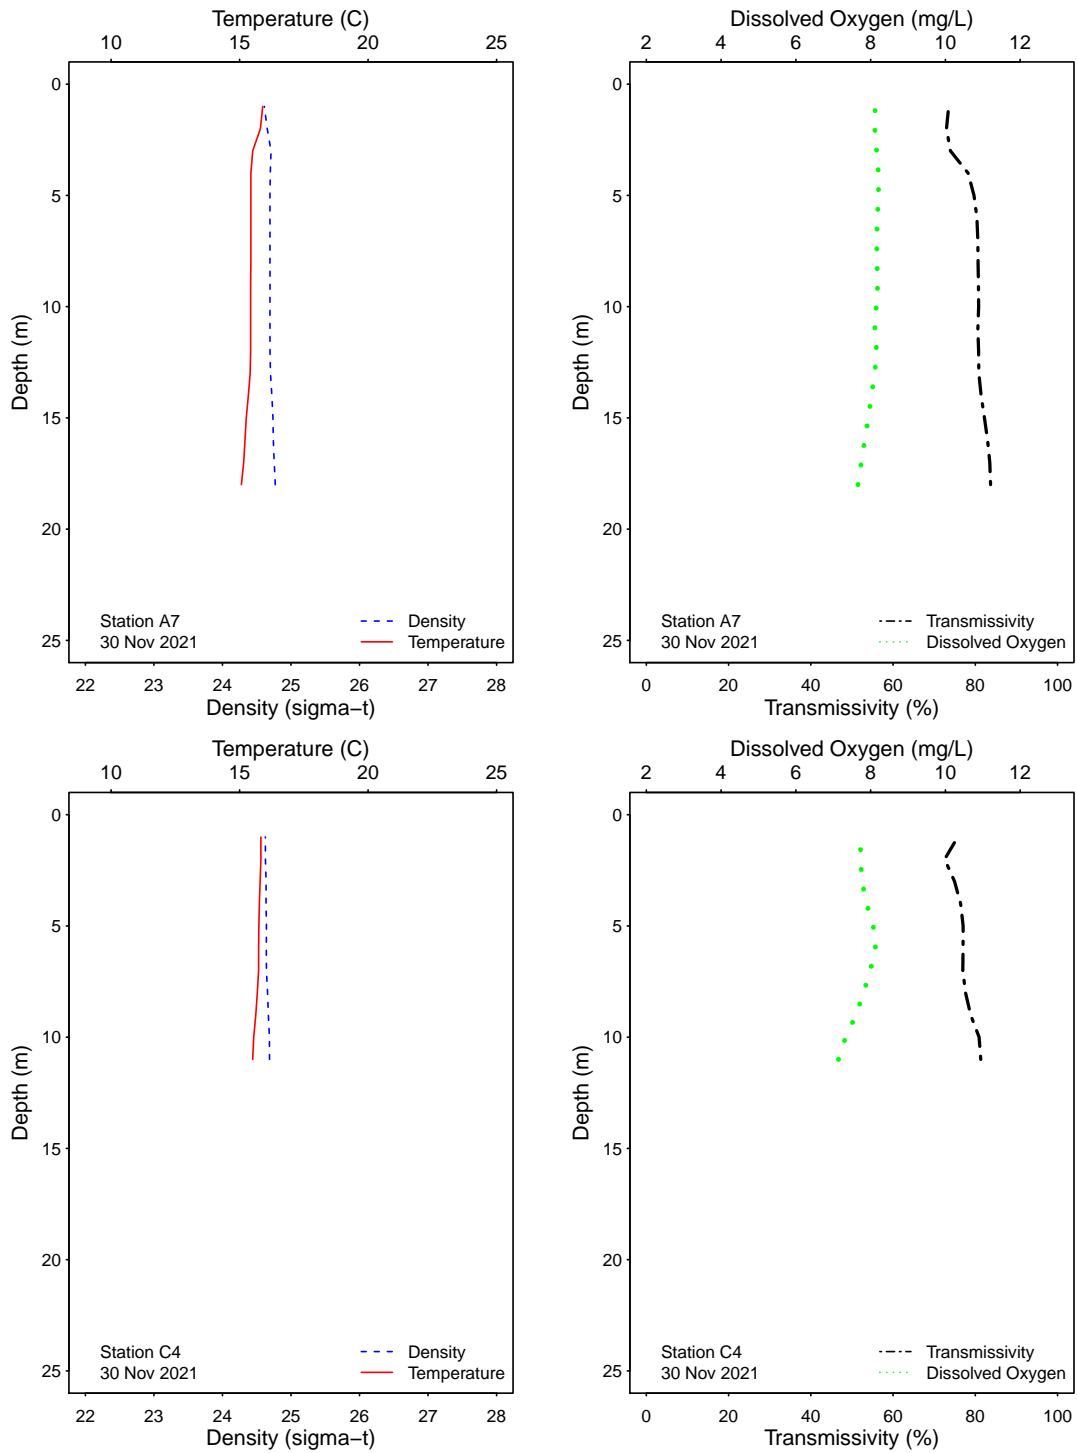 Temperature (C)
10 15 20 25
0
5
10
15
20
25
Depth (m)
Station A7
30 Nov 2021
Density
Temperature
22 23 24 25 26 27 28
Density (sigma−t)
Dissolved Oxygen (mg/L)
2 4 6 8 10 12
0
5
10
15
20
25
Depth (m)
Station A7
30 Nov 2021
Transmissivity
Dissolved Oxygen
0 20 40 60 80 100
Transmissivity (%)
Temperature (C)
10 15 20 25
0
5
10
15
20
25
Depth (m)
Station C4
30 Nov 2021
Density
Temperature
22 23 24 25 26 27 28
Density (sigma−t)
Dissolved Oxygen (mg/L)
2 4 6 8 10 12
0
5
10
15
20
25
Depth (m)
Station C4
30 Nov 2021
Transmissivity
Dissolved Oxygen
0 20 40 60 80 100
Transmissivity (%)